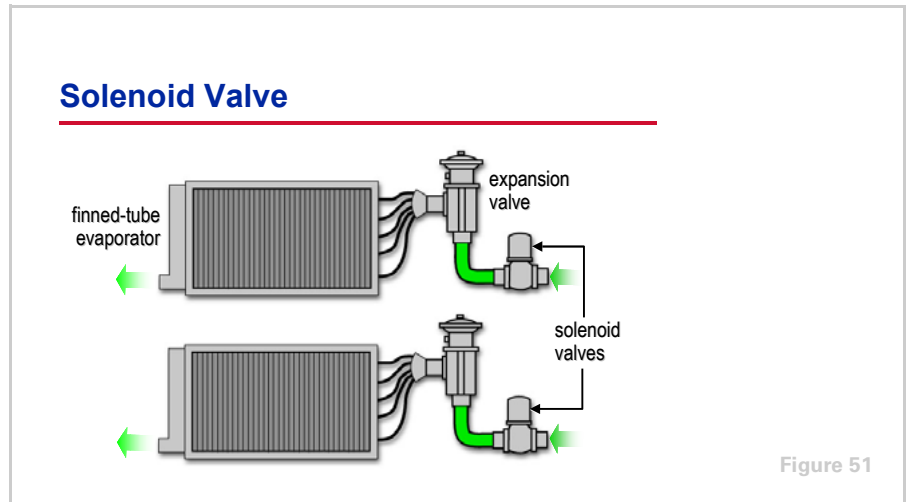 Solenoid Valve
expansion
valve
finned-tube
evaporator
solenoid
valves
Figure 51